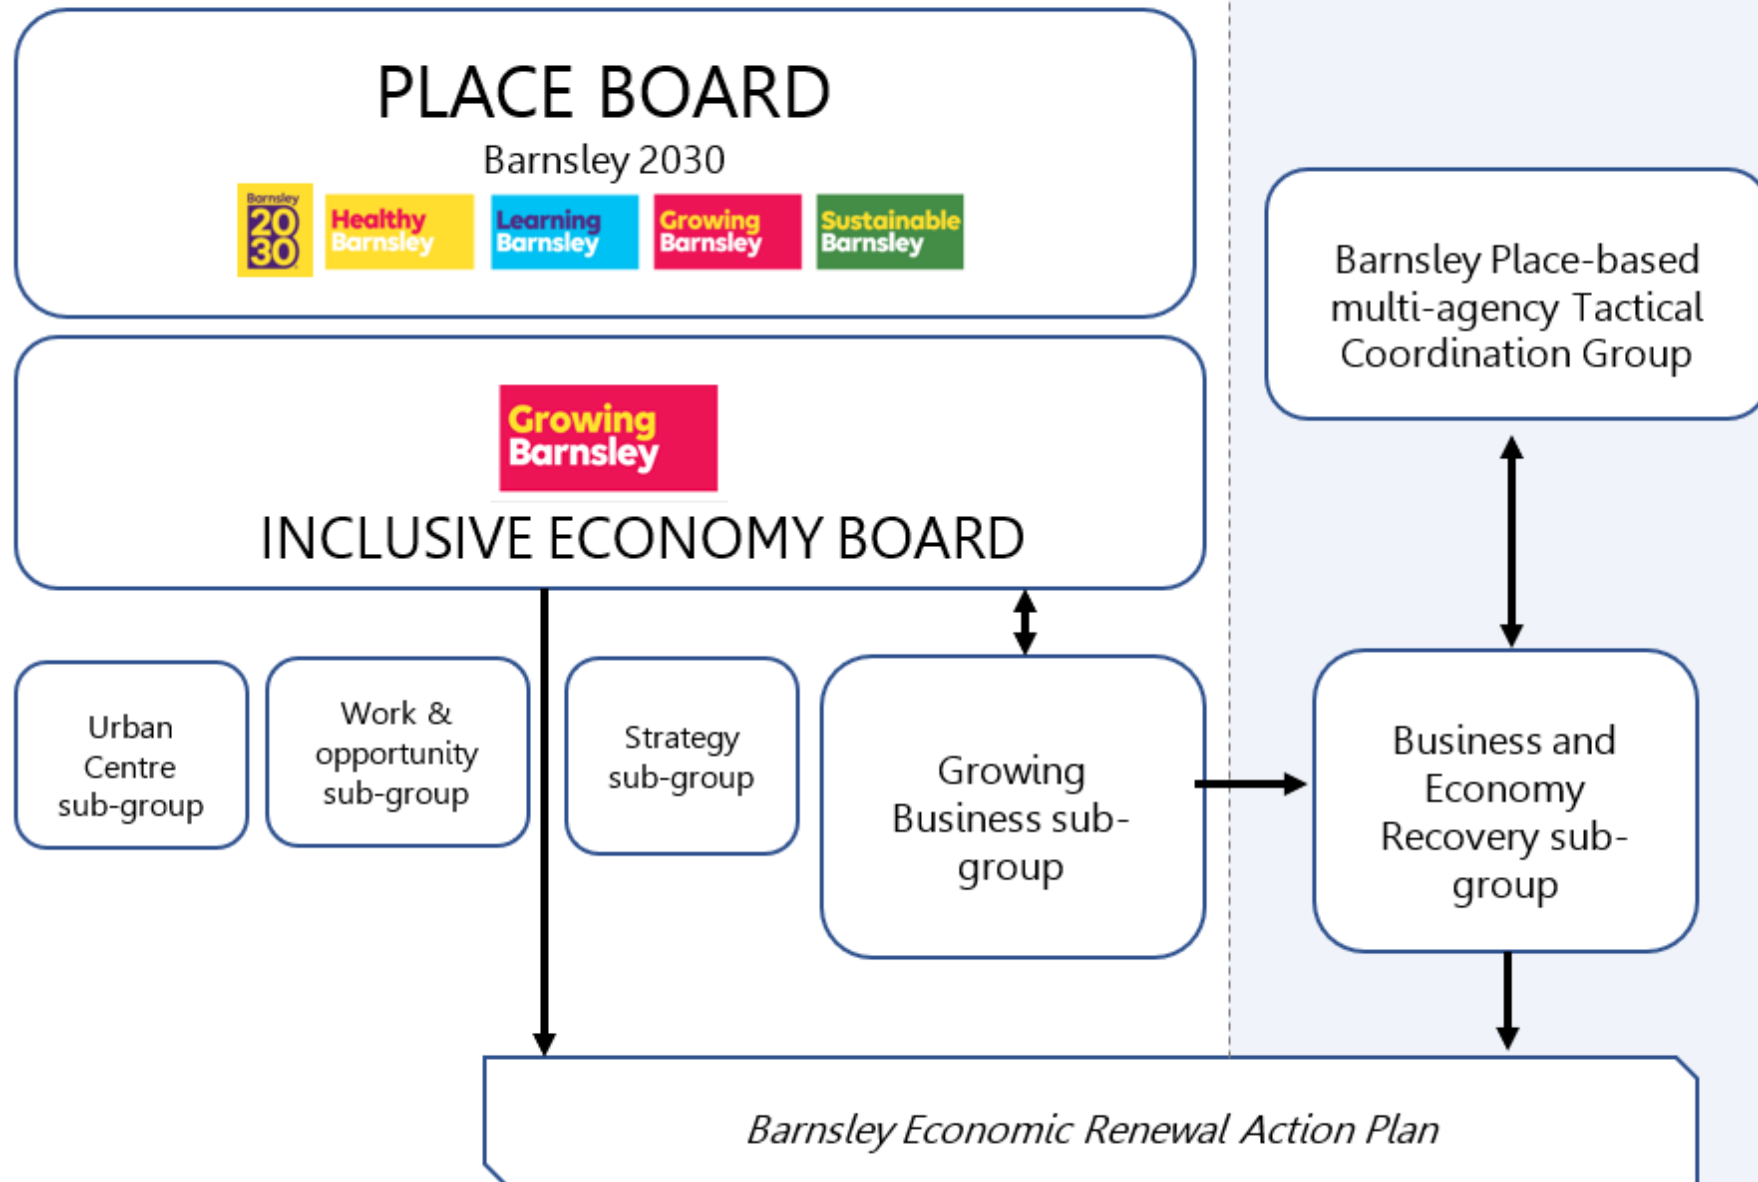 PLACE BOARD
Barnsley 2030
Barnsley
20
30
Healthy
Barnsley
Learning
Barnsley
Growing
Barnsley
Sustainable
Barnsley
Growing
Barnsley
INCLUSIVE ECONOMY BOARD
Barnsley Place-based
multi-agency Tactical
Coordination Group
Urban
Centre
sub-group
Work &
opportunity
sub-group
Strategy
sub-group
Growing
Business sub-
group
Business and
Economy
Recovery sub-
group
Barnsley Economic Renewal Action Plan